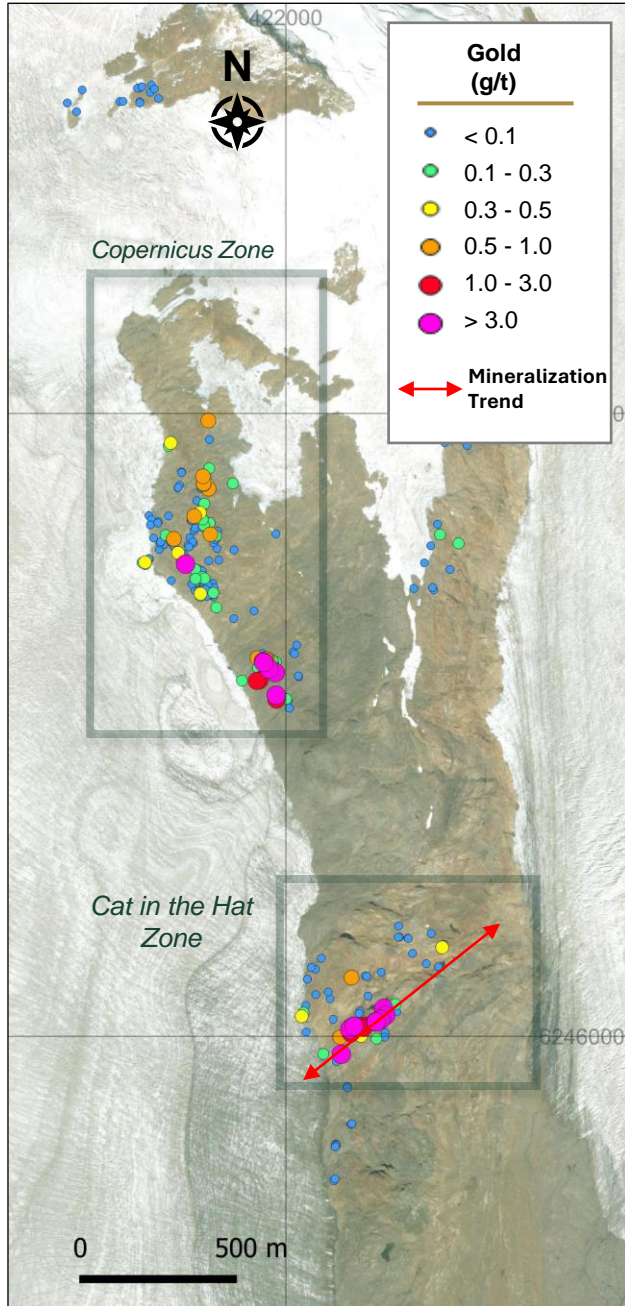 422000
N
Gold
(g/t)
< 0.1
0.1 - 0.3
0.3 - 0.5
0.5 - 1.0
1.0 - 3.0
> 3.0
Mineralization
Trend
Copernicus Zone
0
Cat in the Hat
Zone
6246000
0 500 m